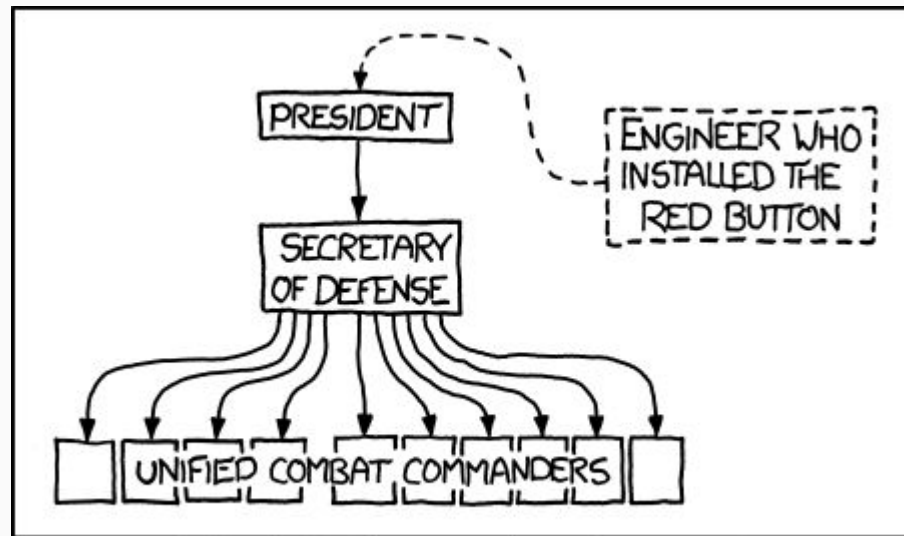 PRESIDENT
ENGINEER WHO
INSTALLED THE
RED BUTTON
SECRETARY
OF DEFENSE
UNIFIED COMBAT COMMANDERS